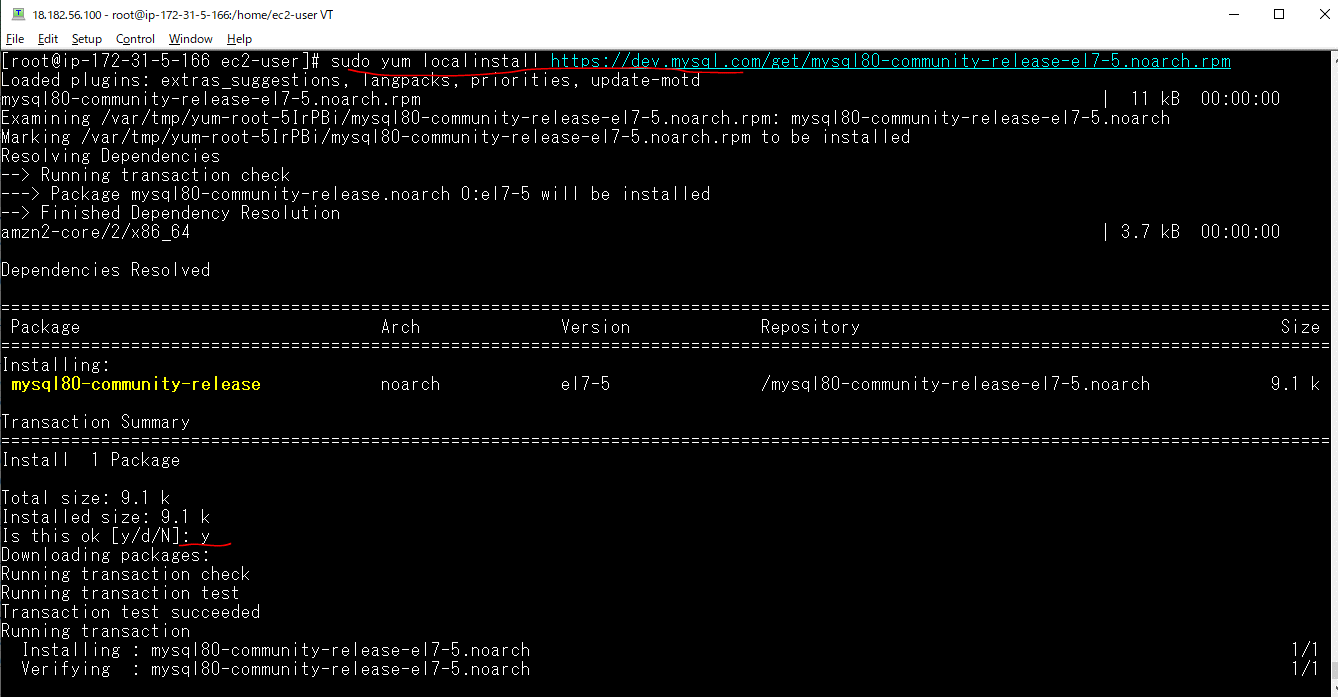 18.182.56.100 - root@ip-172-31-5-166:/home/ec2-user VT
File Edit Setup Control Window Help
[root@ip-172-31-5-166 ec2-user]# sudo yum localinstall https://dev.mysql.com/get/mysql80-community-release-el7-5.noarch.rpm
Loaded plugins: extras_suggestions, langpacks, priorities, update-motd
mysql80-community-release-el7-5.noarch.rpm | 11 kB 00:00:00
Examining /var/tmp/yum-root-5IrPBi/mysql80-community-release-el7-5.noarch.rpm: mysql80-community-release-el7-5.noarch
Marking /var/tmp/yum-root-5IrPBi/mysql80-community-release-el7-5.noarch.rpm to be installed
Resolving Dependencies
--> Running transaction check
---> Package mysql80-community-release.noarch 0:el7-5 will be installed
--> Finished Dependency Resolution
amzn2-core/2/x86_64 | 3.7 kB 00:00:00
Dependencies Resolved
Package Arch Version Repository Size
Installing:
mysql80-community-release noarch el7-5 /mysql80-community-release-el7-5.noarch 9.1 k
Transaction Summary
Install 1 Package
Total size: 9.1 k
Installed size: 9.1 k
Is this ok [y/d/N]: y
Downloading packages:
Running transaction check
Running transaction test
Transaction test succeeded
Running transaction
Installing : mysql80-community-release-el7-5.noarch 1/1
Verifying : mysql80-community-release-el7-5.noarch 1/1